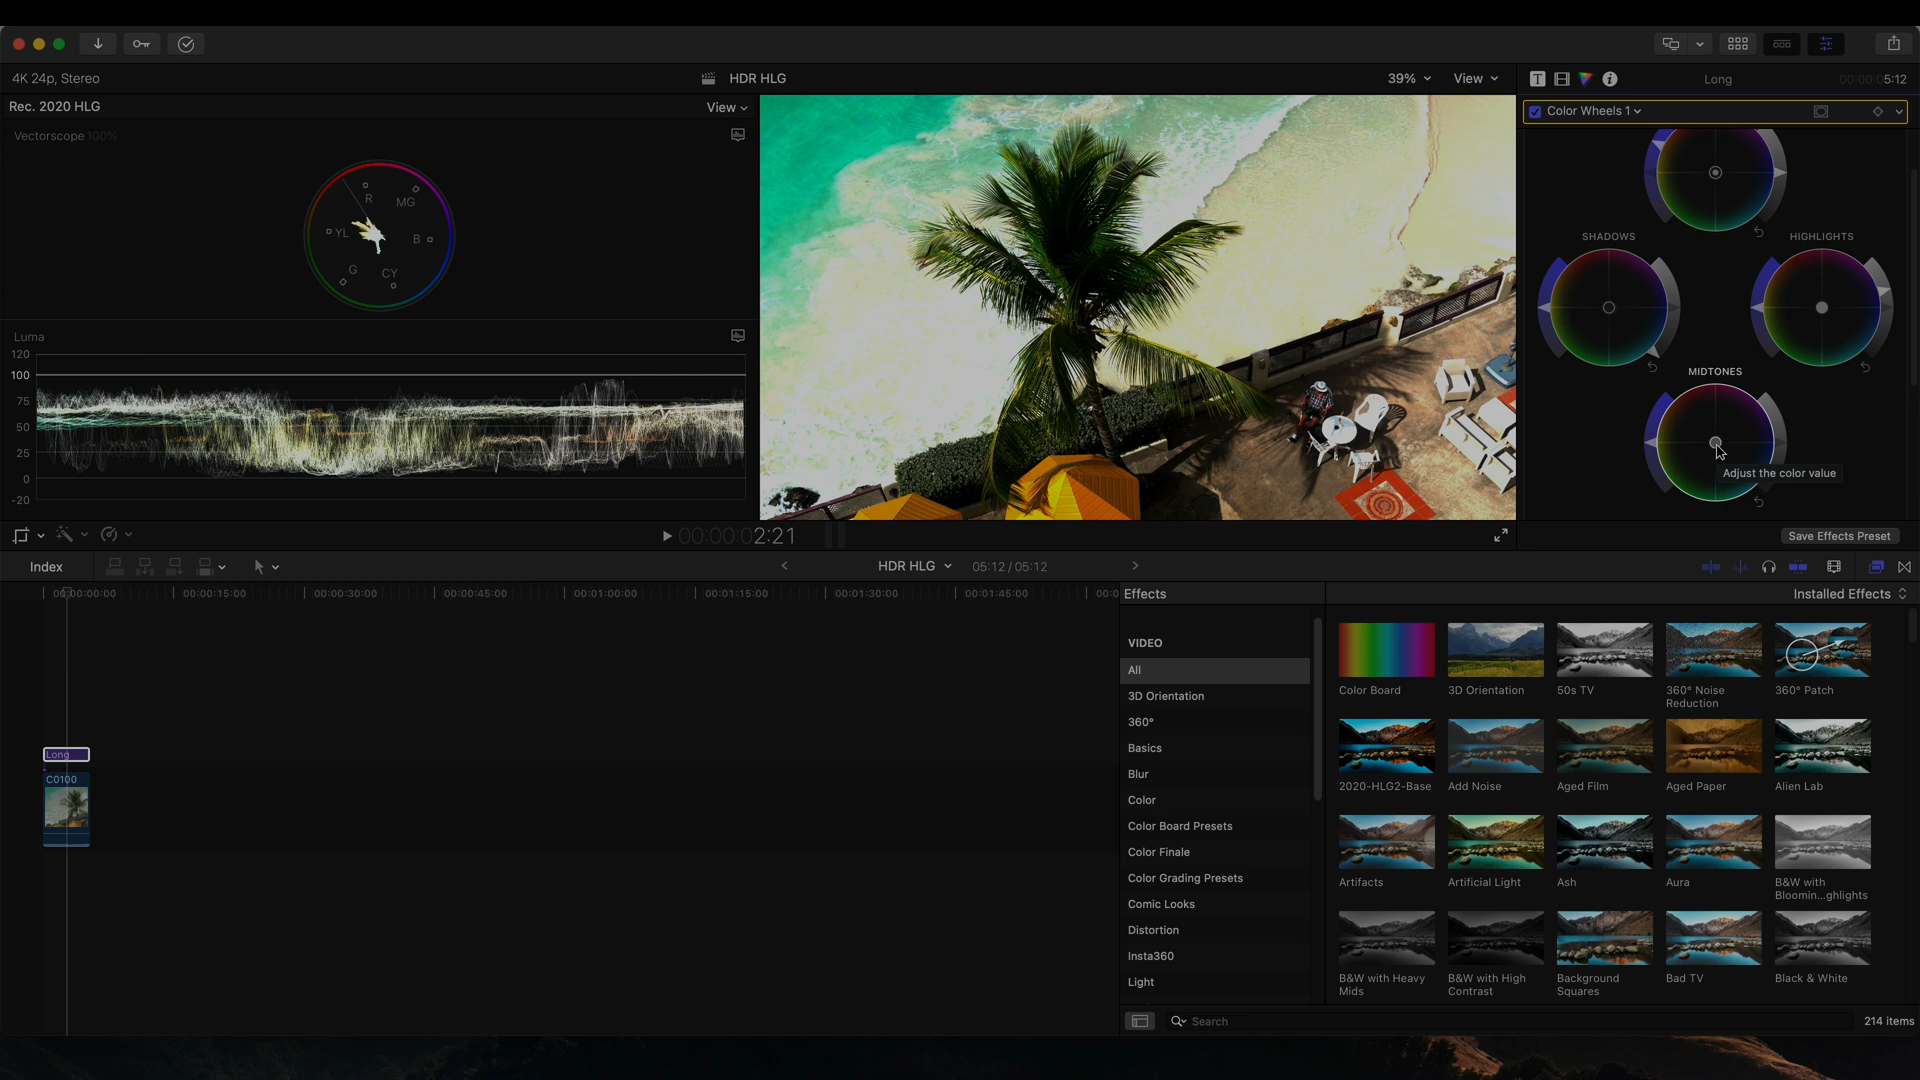 4K 24p, Stereo
HDR HLG
39%
View
T
Long
00:00:05:12
Rec. 2020 HLG
View
Color Wheels 1
Vectorscope 100%
R
MG
YL
B
G
CY
SHADOWS
HIGHLIGHTS
Luma
120
100
75
50
25
0
-20
MIDTONES
Adjust the color value
00:00:02:21
Save Effects Preset
Index
HDR HLG
05:12 / 05:12
00:00:00:00
00:00:15:00
00:00:30:00
00:00:45:00
00:01:00:00
00:01:15:00
00:01:30:00
00:01:45:00
00:0
Effects
Installed Effects
VIDEO
All
3D Orientation
360°
Basics
Blur
Color
Color Board Presets
Color Finale
Color Grading Presets
Comic Looks
Distortion
Insta360
Light
Color Board
3D Orientation
50s TV
360° Noise
Reduction
360° Patch
2020-HLG2-Base
Add Noise
Aged Film
Aged Paper
Alien Lab
Artifacts
Artificial Light
Ash
Aura
B&W with
Bloomin...ghlights
B&W with Heavy
Mids
B&W with High
Contrast
Background
Squares
Bad TV
Black & White
Long
C0100
Search
214 items